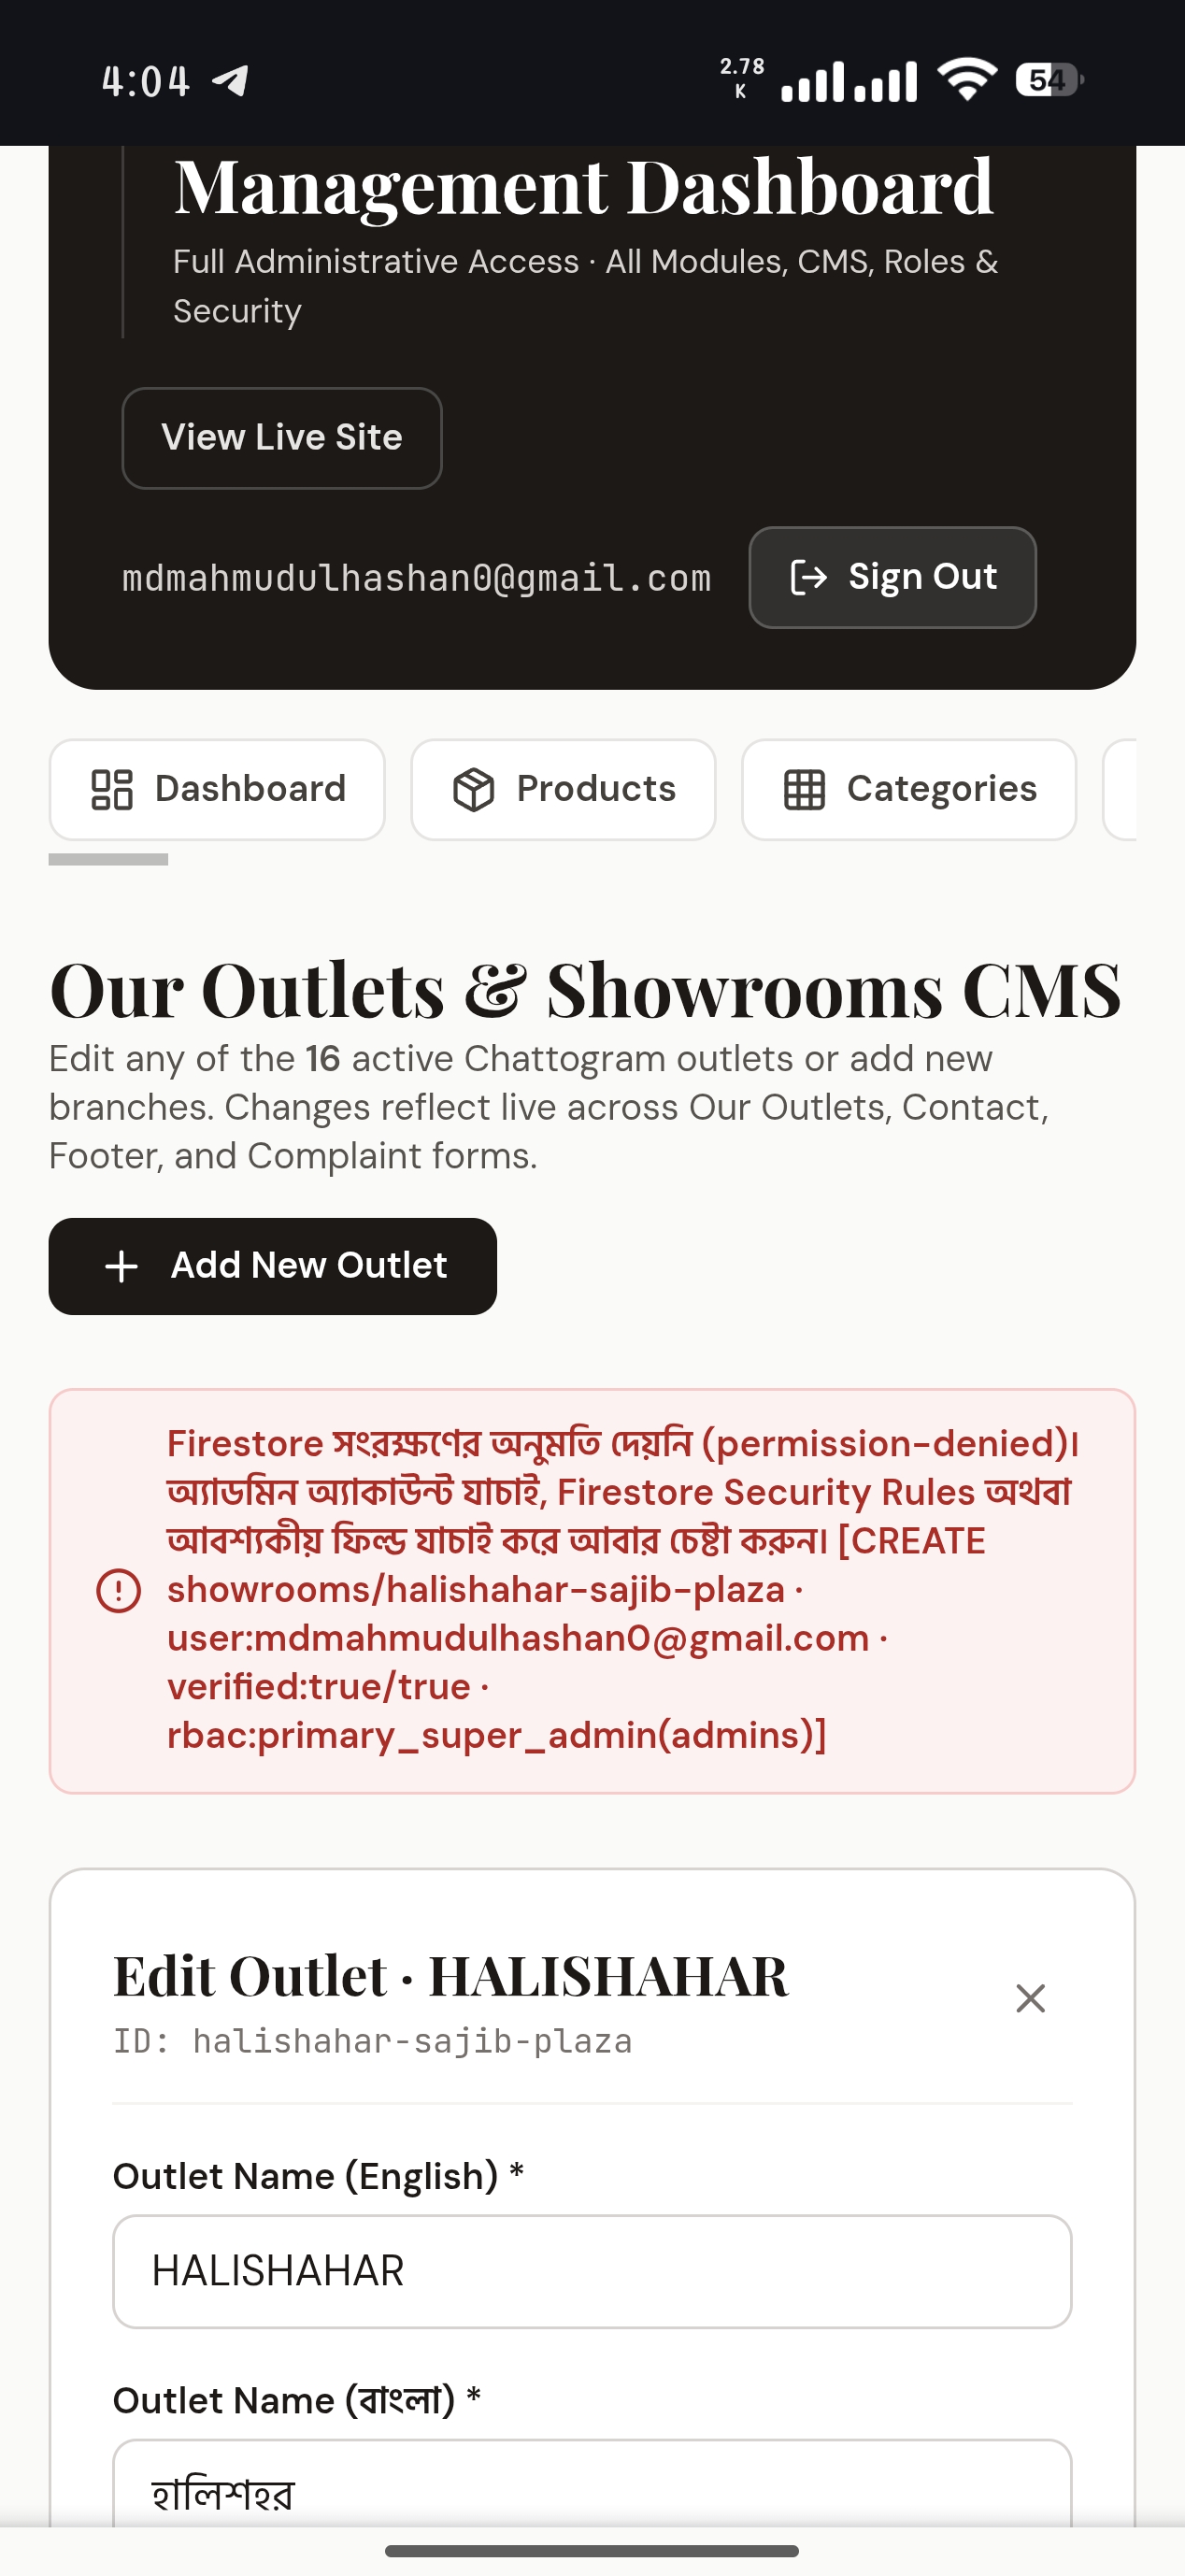 4:04
2.78
K
54
Management Dashboard
Full Administrative Access · All Modules, CMS, Roles &
Security
View Live Site
mdmahmudulhashan0@gmail.com
Sign Out
Dashboard
Products
Categories
Our Outlets & Showrooms CMS
Edit any of the 16 active Chattogram outlets or add new
branches. Changes reflect live across Our Outlets, Contact,
Footer, and Complaint forms.
+ Add New Outlet
Firestore সংরক্ষণের অনুমতি দেয়নি (permission-denied)।
অ্যাডমিন অ্যাকাউন্ট যাচাই, Firestore Security Rules অথবা
আবশ্যকীয় ফিল্ড যাচাই করে আবার চেষ্টা করুন। [CREATE
showrooms/halishahar-sajib-plaza ·
user:mdmahmudulhashan0@gmail.com ·
verified:true/true ·
rbac:primary_super_admin(admins)]
Edit Outlet · HALISHAHAR
ID: halishahar-sajib-plaza
Outlet Name (English) *
HALISHAHAR
Outlet Name (বাংলা) *
হালিশহর